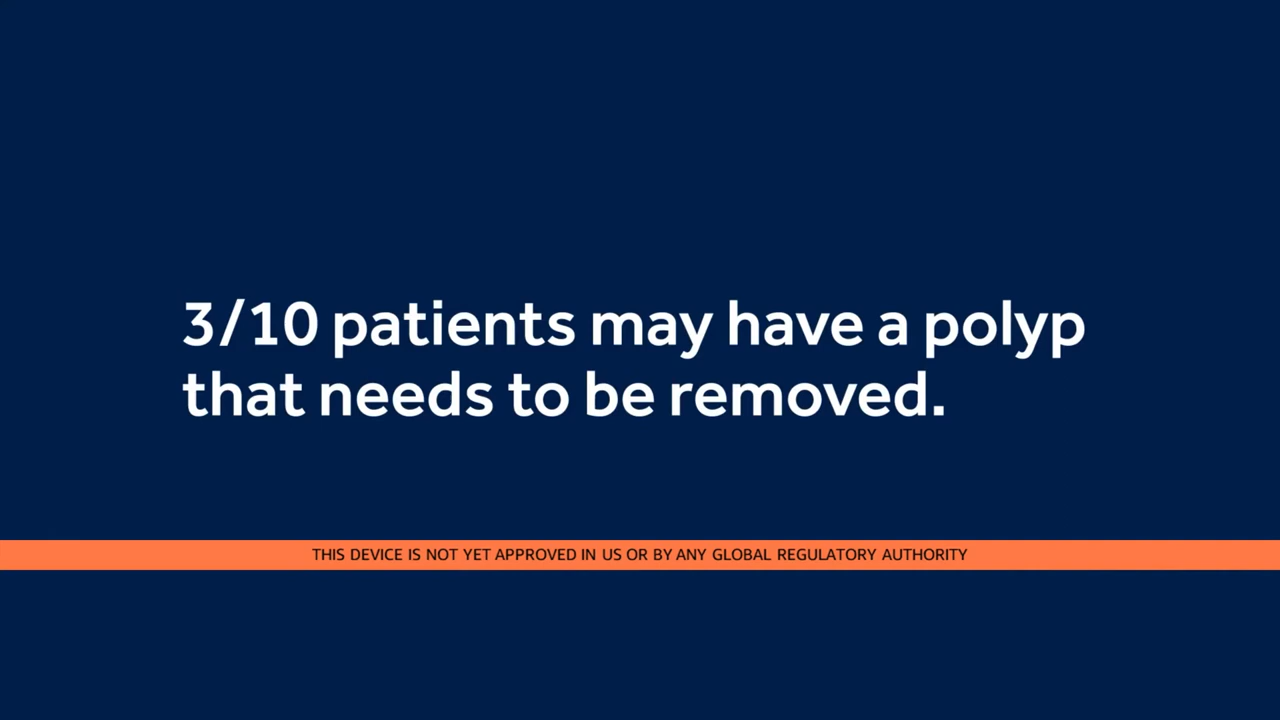 3/10 patients may have a polyp
that needs to be removed.
THIS DEVICE IS NOT YET APPROVED IN US OR BY ANY GLOBAL REGULATORY AUTHORITY